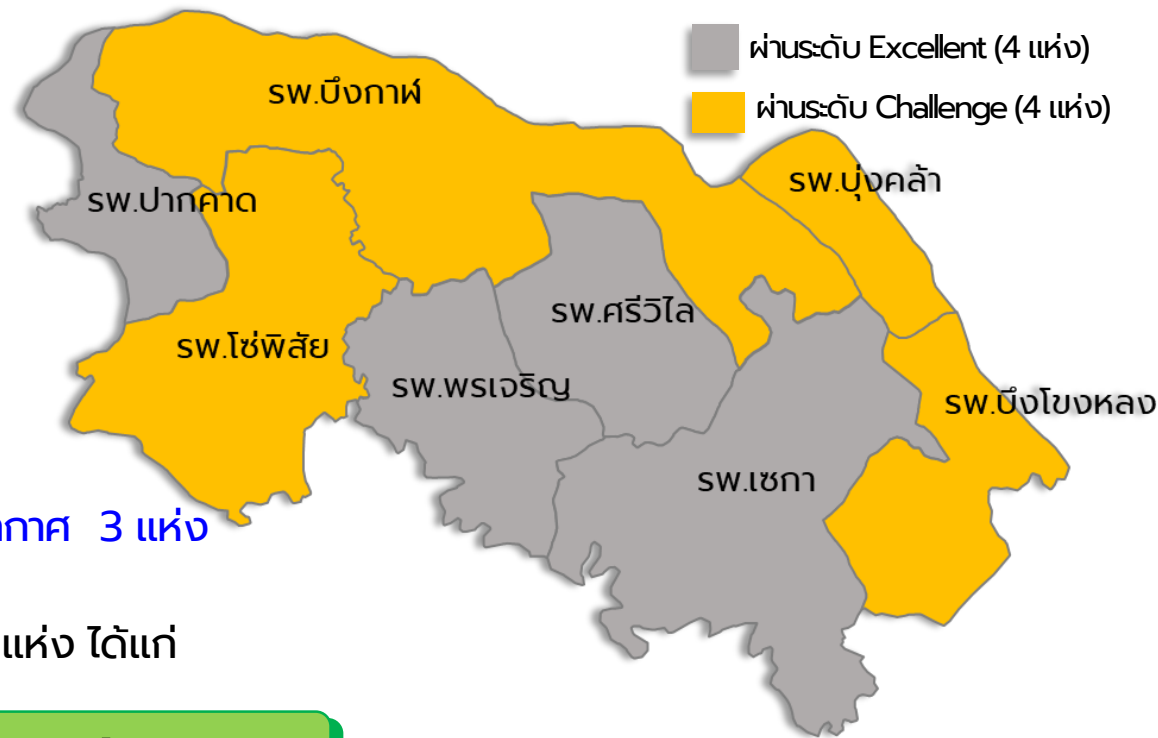 ผ่านระดับ Excellent (4 แห่ง)
ผ่านระดับ Challenge (4 แห่ง)
รพ.บึงกาฬ
รพ.บุ่งคล้า
รพ.ปากคาด
รพ.ศรีวิไล
รพ.โซ่พิสัย
รพ.พรเจริญ
รพ.บึงโขงหลง
รพ.เซกา
กาศ 3 แห่ง
แห่ง ได้แก่